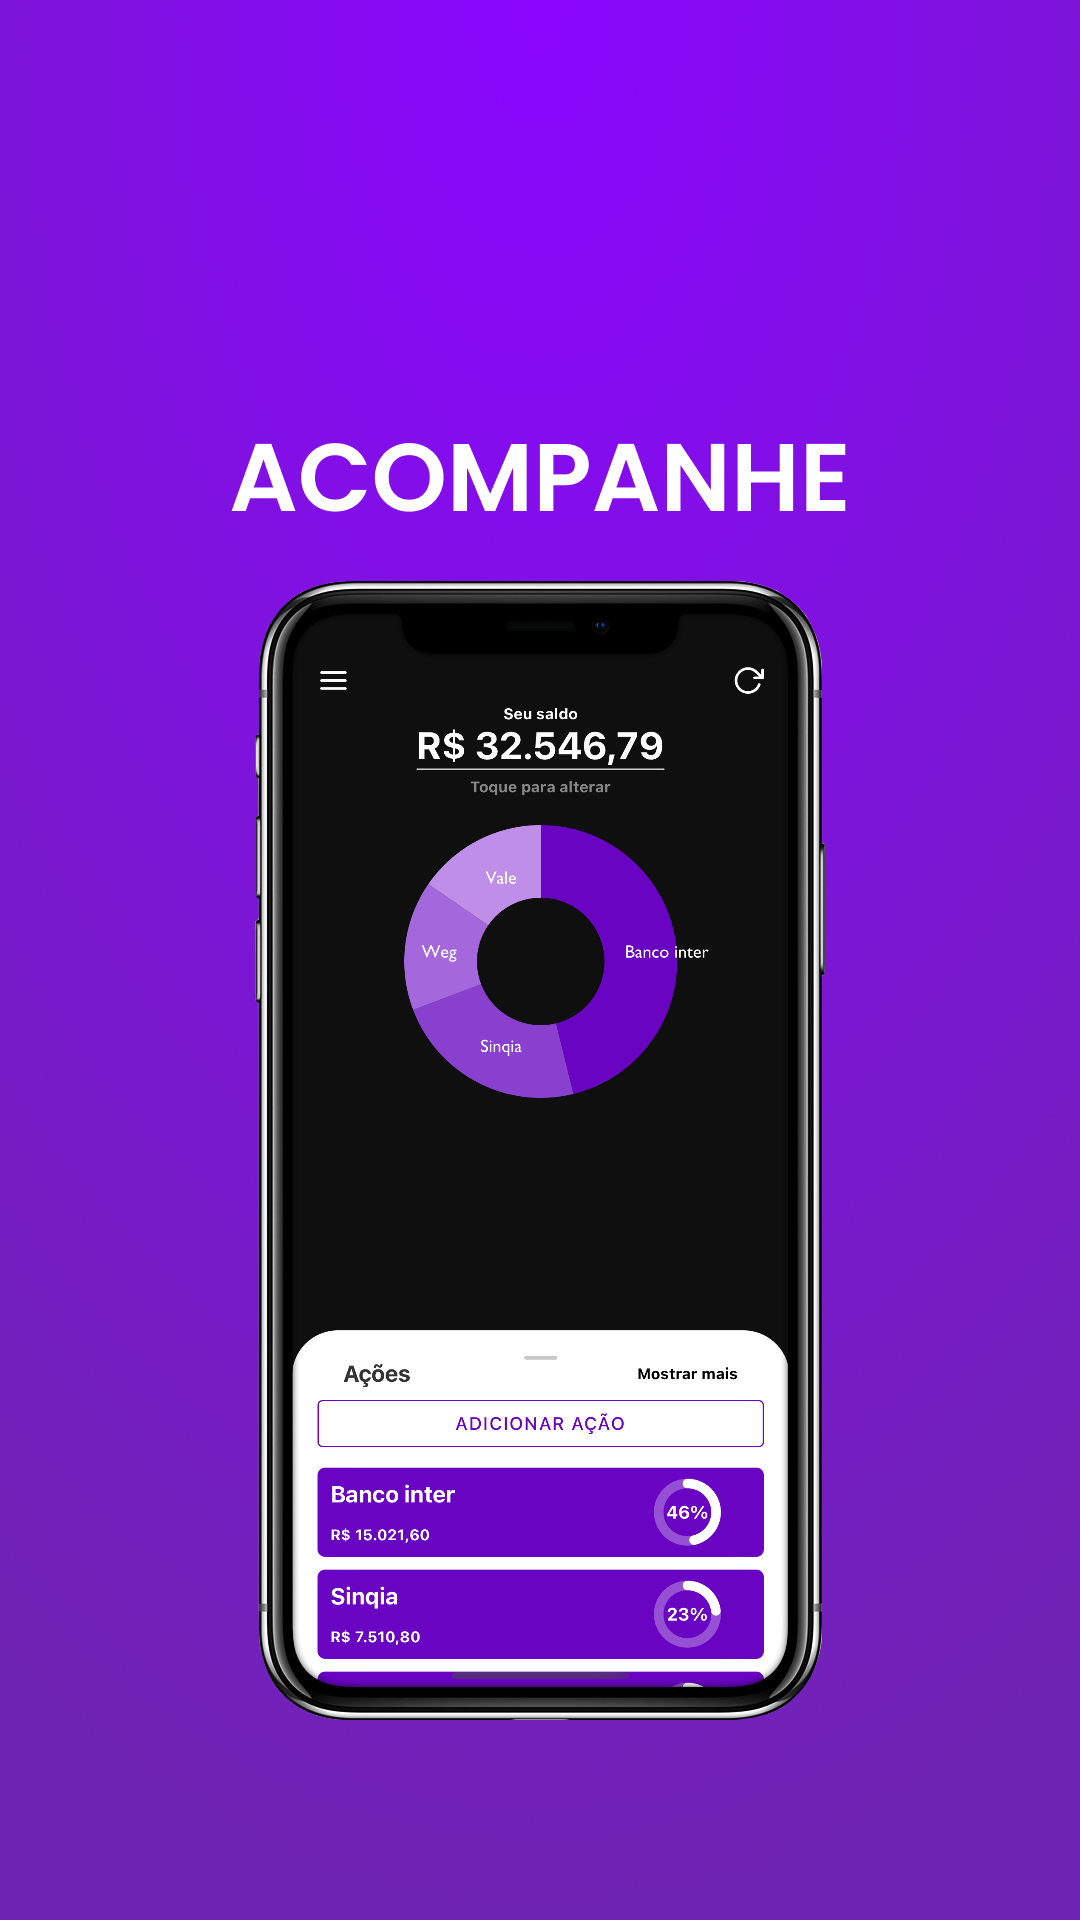 ACOMPANHE
Seu saldo
R$ 32.546,79
Toque para alterar
Vale
Weg
Banco inter
Sinqia
Ações
Mostrar mais
ADICIONAR AÇÃO
Banco inter
46%
R$ 15.021,60
Sinqia
23%
R$ 7.510,80